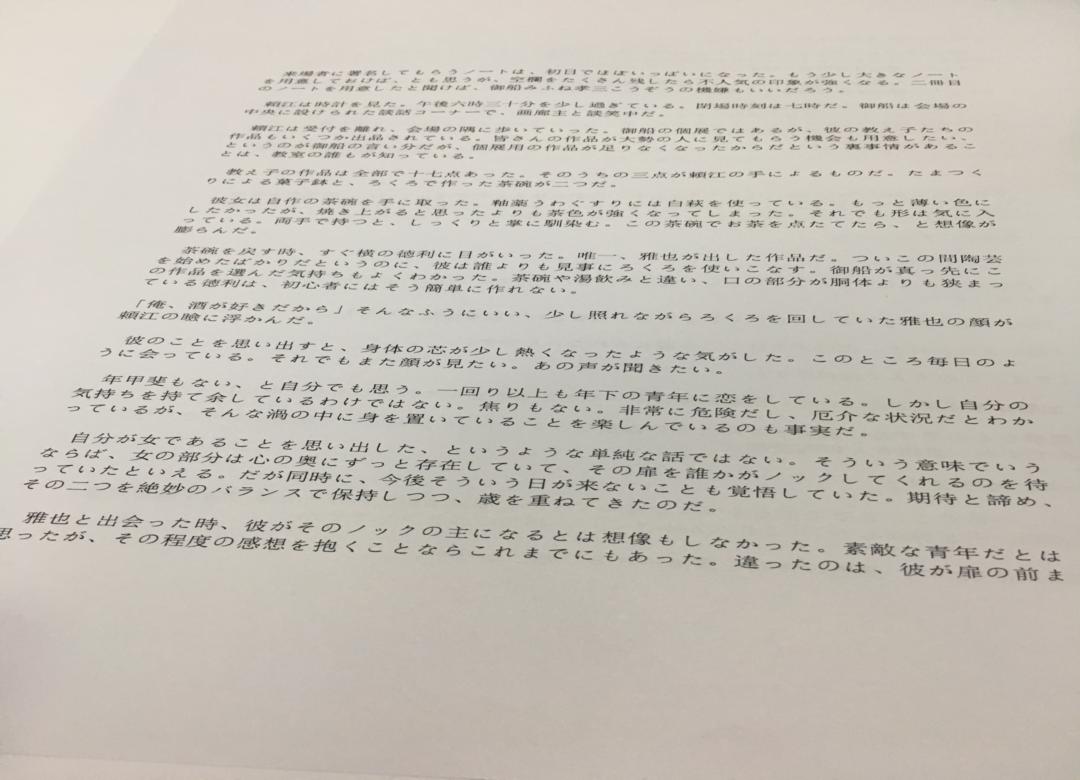 来場者に署名してもらうノートは、初日でほぼいっぱいになった。もう少し大きなノート
を用意しておけば、とも思うが、空欄をたくさん残したら不人気の印象が強くなる。二冊目
のノートを用意したと聞けば、御船みふね孝三こうぞうの機嫌もいいだろう。
頼江は時計を見た。午後六時三十分を少し過ぎている。閉場時刻は七時だ。御船は会場の
中央に設けられた談話コーナーで、画廊主と談笑中だ。
頼江は受付を離れ、会場の隅に歩いていった。御船の個展ではあるが、彼の教え子たちの
作品もいくつか出品されている。皆さんの作品が大勢の人に見てもらう機会も用意したい、
というのが御船の言い分だが、個展用の作品が足りなくなったからだという裏事情があるこ
とは、教室の誰もが知っている。
教え子の作品は全部で十七点あった。そのうちの三点が頼江の手によるものだ。たまつく
りによる菓子鉢と、ろくろで作った茶碗が二つだ。
彼女は自作の茶碗を手に取った。釉薬うわぐすりには白萩を使っている。もっと薄い色に
したかったが、焼き上がると思ったよりも茶色が強くなってしまった。それでも形は気に入
っている。両手で持つと、しっくりと掌に馴染む。この茶碗でお茶を点たてたら、と想像が
膨らんだ。
茶碗を戻す時、すぐ横の徳利に目がいった。唯一、雅也が出した作品だ。ついこの間陶芸
を始めたばかりだというのに、彼は誰よりも見事にろくろを使いこなす。御船が真っ先にこ
の作品を選んだ気持ちもよくわかった。茶碗や湯飲みと違い、口の部分が胴体よりも狭まっ
ている徳利は、初心者にはそう簡単に作れない。
「俺、酒が好きだから」そんなふうにいい、少し照れながらろくろを回していた雅也の顔が
頼江の瞼に浮かんだ。
彼のことを思い出すと、身体の芯が少し熱くなったような気がした。このところ毎日のよ
うに会っている。それでもまた顔が見たい。あの声が聞きたい。
年甲斐もない、と自分でも思う。一回り以上も年下の青年に恋をしている。しかし自分の
気持ちを持て余しているわけではない。焦りもない。非常に危険だし、厄介な状況だとわか
っているが、そんな渦の中に身を置いていることを楽しんでいるのも事実だ。
自分が女であることを思い出した、というような単純な話ではない。そういう意味でいう
ならば、女の部分は心の奥にずっと存在していて、その扉を誰かがノックしてくれるのを待
っていたといえる。だが同時に、今後そういう日が来ないことも覚悟していた。期待と諦め、
その二つを絶妙のバランスで保持しつつ、歳を重ねてきたのだ。
雅也と出会った時、彼がそのノックの主になるとは想像もしなかった。素敵な青年だとは
思ったが、その程度の感想を抱くことならこれまでにもあった。違ったのは、彼が扉の前ま